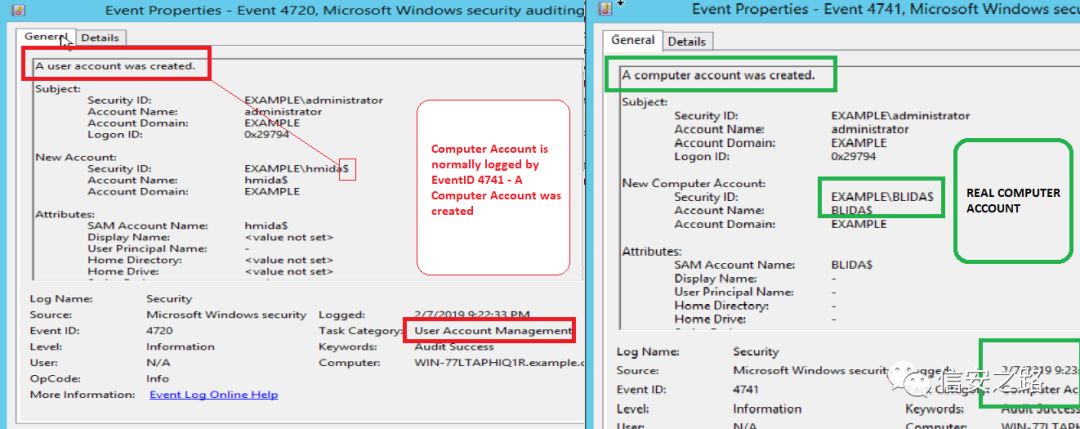 Event Properties - Event 4720, Microsoft Windows security auditing
General Details
A user account was created.
Subject:
Security ID: EXAMPLE\administrator
Account Name: administrator
Account Domain: EXAMPLE
Logon ID: 0x29794
New Account:
Security ID: EXAMPLE\hmida$
Account Name: hmida$
Account Domain: EXAMPLE
Attributes:
SAM Account Name: hmida$
Display Name: <value not set>
User Principal Name: -
Home Directory: <value not set>
Home Drive: <value not set>
Computer Account is
normally logged by
EventID 4741 - A
Computer Account was
created
Log Name: Security
Source: Microsoft Windows security Logged: 2/7/2019 9:22:33 PM
Event ID: 4720 Task Category: User Account Management
Level: Information Keywords: Audit Success
User: N/A Computer: WIN-77LTAPHIQ1R.example.c
OpCode: Info
More Information: Event Log Online Help
Event Properties - Event 4741, Microsoft Windows secu
General Details
A computer account was created.
Subject:
Security ID: EXAMPLE\administrator
Account Name: administrator
Account Domain: EXAMPLE
Logon ID: 0x29794
New Computer Account:
Security ID: EXAMPLE\BLIDA$
Account Name: BLIDA$
Account Domain: EXAMPLE
Attributes:
SAM Account Name: BLIDA$
Display Name: -
User Principal Name: -
Home Directory: -
Home Drive: -
REAL COMPUTER
ACCOUNT
Log Name: Security
Source: Microsoft Windows security 2/7/2019 9:23
Event ID: 4741 Computer Ac
Level: Information Keywords: Audit Success
User: N/A Computer: WIN-77LTAP
信安之路